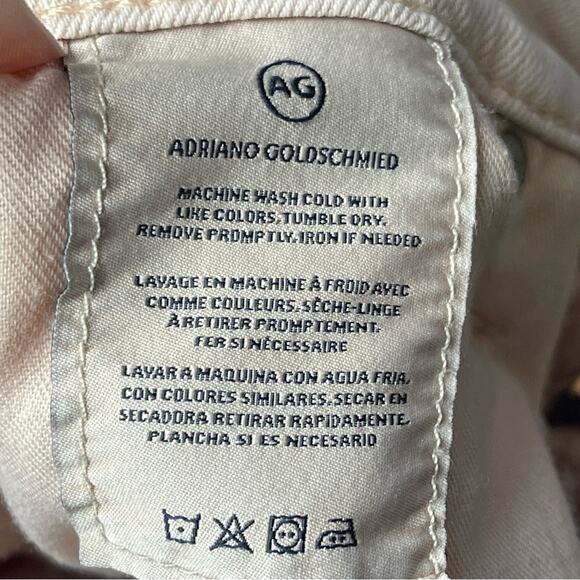 AG
ADRIANO GOLDSCHMIED
MACHINE WASH COLD WITH
LIKE COLORS.TUMBLE DRY.
REMOVE PROMPTLY.IRON IF NEEDED
LAVAGE EN MACHINE À FROID AVEC
COMME COULEURS. SÈCHE-LINGE
À RETIRER PROMPTEMENT.
FER SI NÉCESSAIRE
LAVAR A MAQUINA CON AGUA FRIA.
CON COLORES SIMILARES. SECAR EN
SECADORA RETIRAR RAPIDAMENTE.
PLANCHA SI ES NECESARIO